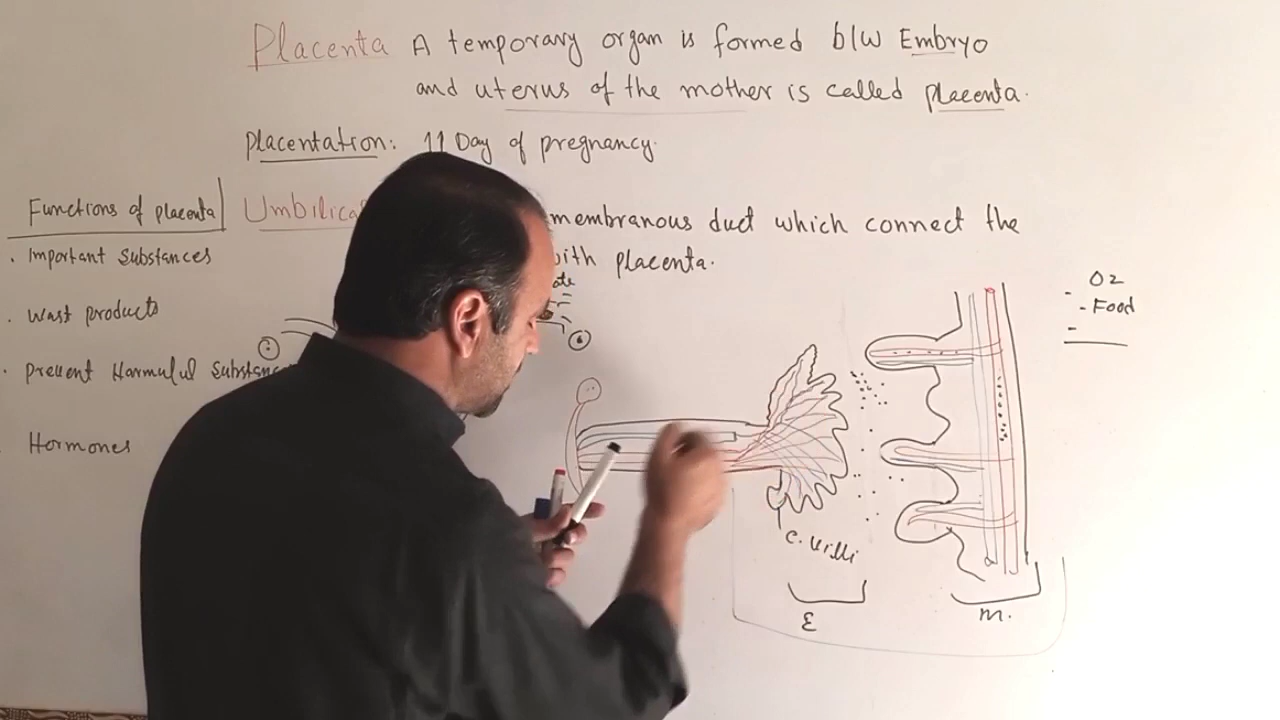 Placenta A temporary organ is formed b/w Embryo
and uterus of the mother is called placenta.
Placentation: 11 Day of pregnancy.
Functions of placenta
Umbilica membranous duct which connect the
with placenta.
. Important Substances
. Wast products
. Prevent Harmuful Substanc
Hormones
ate
- O2
- Food
-
C. Villi
E
m.